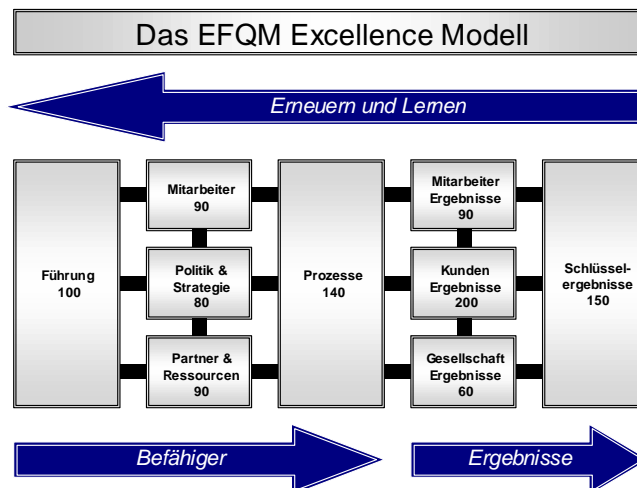 Das EFQM Excellence Modell
Erneuern und Lernen
Führung
100
Mitarbeiter
90
Politik &
Strategie
80
Partner &
Ressourcen
90
Prozesse
140
Mitarbeiter
Ergebnisse
90
Kunden
Ergebnisse
200
Gesellschaft
Ergebnisse
60
Schlüssel-
ergebnisse
150
Befähiger
Ergebnisse